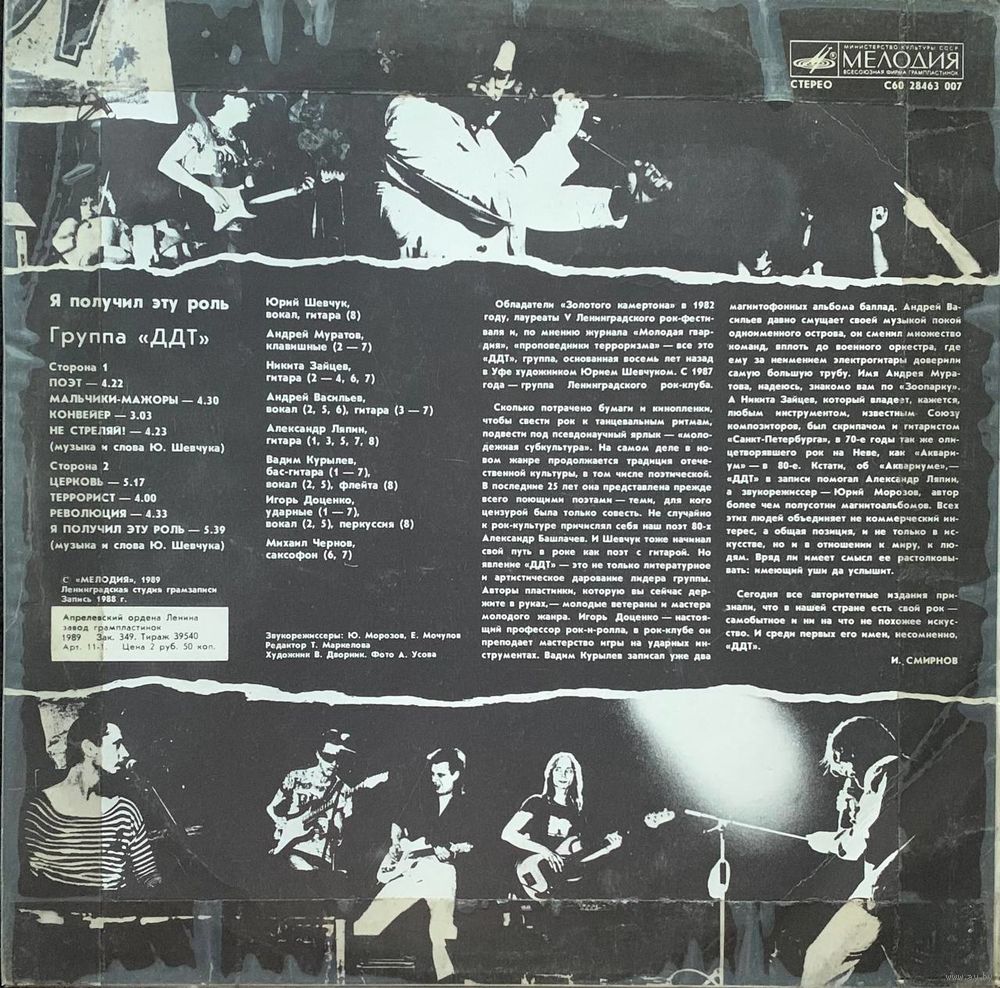 МИНИСТЕРСТВО КУЛЬТУРЫ СССР
МЕЛОДИЯ
ВСЕСОЮЗНАЯ ФИРМА ГРАМПЛАСТИНОК
СТЕРЕО
С60 28463 007
Я получил эту роль
Группа «ДДТ»
Сторона 1
ПОЭТ — 4.22
МАЛЬЧИКИ-МАЖОРЫ — 4.30
КОНВЕЙЕР — 3.03
НЕ СТРЕЛЯЙ! — 4.23
(музыка и слова Ю. Шевчука)
Сторона 2
ЦЕРКОВЬ — 5.17
ТЕРРОРИСТ — 4.00
РЕВОЛЮЦИЯ — 4.33
Я ПОЛУЧИЛ ЭТУ РОЛЬ — 5.39
(музыка и слова Ю. Шевчука)
С «МЕЛОДИЯ», 1989
Ленинградская студия грамзаписи
Запись 1988 г.
Апрелевский ордена Ленина
завод грампластинок
1989 Зак. 349. Тираж 39540
Арт. 11-1. Цена 2 руб. 50 коп.
Юрий Шевчук,
вокал, гитара (8)
Андрей Муратов,
клавишные (2 — 7)
Никита Зайцев,
гитара (2 — 4, 6, 7)
Андрей Васильев,
вокал (2, 5, 6), гитара (3 — 7)
Александр Ляпин,
гитара (1, 3, 5, 7, 8)
Вадим Курылев,
бас-гитара (1 — 7),
вокал (2, 5), флейта (8)
Игорь Доценко,
ударные (1 — 7),
вокал (2, 5), перкуссия (8)
Михаил Чернов,
саксофон (6, 7)
Звукорежиссеры: Ю. Морозов, Е. Мочулов
Редактор Т. Маркелова
Художник В. Дворник. Фото А. Усова
Обладатели «Золотого камертона» в 1982
году, лауреаты V Ленинградского рок-фести-
валя и, по мнению журнала «Молодая гвар-
дия», «проповедники терроризма» — все это
«ДДТ», группа, основанная восемь лет назад
в Уфе художником Юрием Шевчуком. С 1987
года — группа Ленинградского рок-клуба.
Сколько потрачено бумаги и кинопленки,
чтобы свести рок к танцевальным ритмам,
подвести под псевдонаучный ярлык — «моло-
дежная субкультура». На самом деле в но-
вом жанре продолжается традиция отече-
ственной культуры, в том числе поэтической.
В последние 25 лет она представлена прежде
всего поющими поэтами — теми, для кого
цензурой была только совесть. Не случайно
к рок-культуре причислял себя наш поэт 80-х
Александр Башлачев. И Шевчук тоже начинал
свой путь в роке как поэт с гитарой. Но
явление «ДДТ» — это не только литературное
и артистическое дарование лидера группы.
Авторы пластинки, которую вы сейчас дер-
жите в руках, — молодые ветераны и мастера
молодого жанра. Игорь Доценко — настоя-
щий профессор рок-н-ролла, в рок-клубе он
преподает мастерство игры на ударных ин-
струментах. Вадим Курылев записал уже два
магнитофонных альбома баллад. Андрей Ва-
сильев давно смущает своей музыкой покой
одноименного острова, он сменил множество
команд, вплоть до военного оркестра, где
ему за неимением электрогитары доверили
самую большую трубу. Имя Андрея Мура-
това, надеюсь, знакомо вам по «Зоопарку».
А Никита Зайцев, который владеет, кажется,
любым инструментом, известным Союзу
композиторов, был скрипачом и гитаристом
«Санкт-Петербурга», в 70-е годы так же оли-
цетворявшего рок на Неве, как «Аквари-
ум» — в 80-е. Кстати, об «Аквариуме», —
«ДДТ» в записи помогал Александр Ляпин,
а звукорежиссер — Юрий Морозов, автор
более чем полусотни магнитоальбомов. Всех
этих людей объединяет не коммерческий ин-
терес, а общая позиция, и не только в ис-
кусстве, но и в отношении к миру, к лю-
дям. Вряд ли имеет смысл ее растолковы-
вать: имеющий уши да услышит.
Сегодня все авторитетные издания при-
знали, что в нашей стране есть свой рок —
самобытное и ни на что не похожее искус-
ство. И среди первых его имен, несомненно,
«ДДТ».
И. СМИРНОВ
www.ay.by